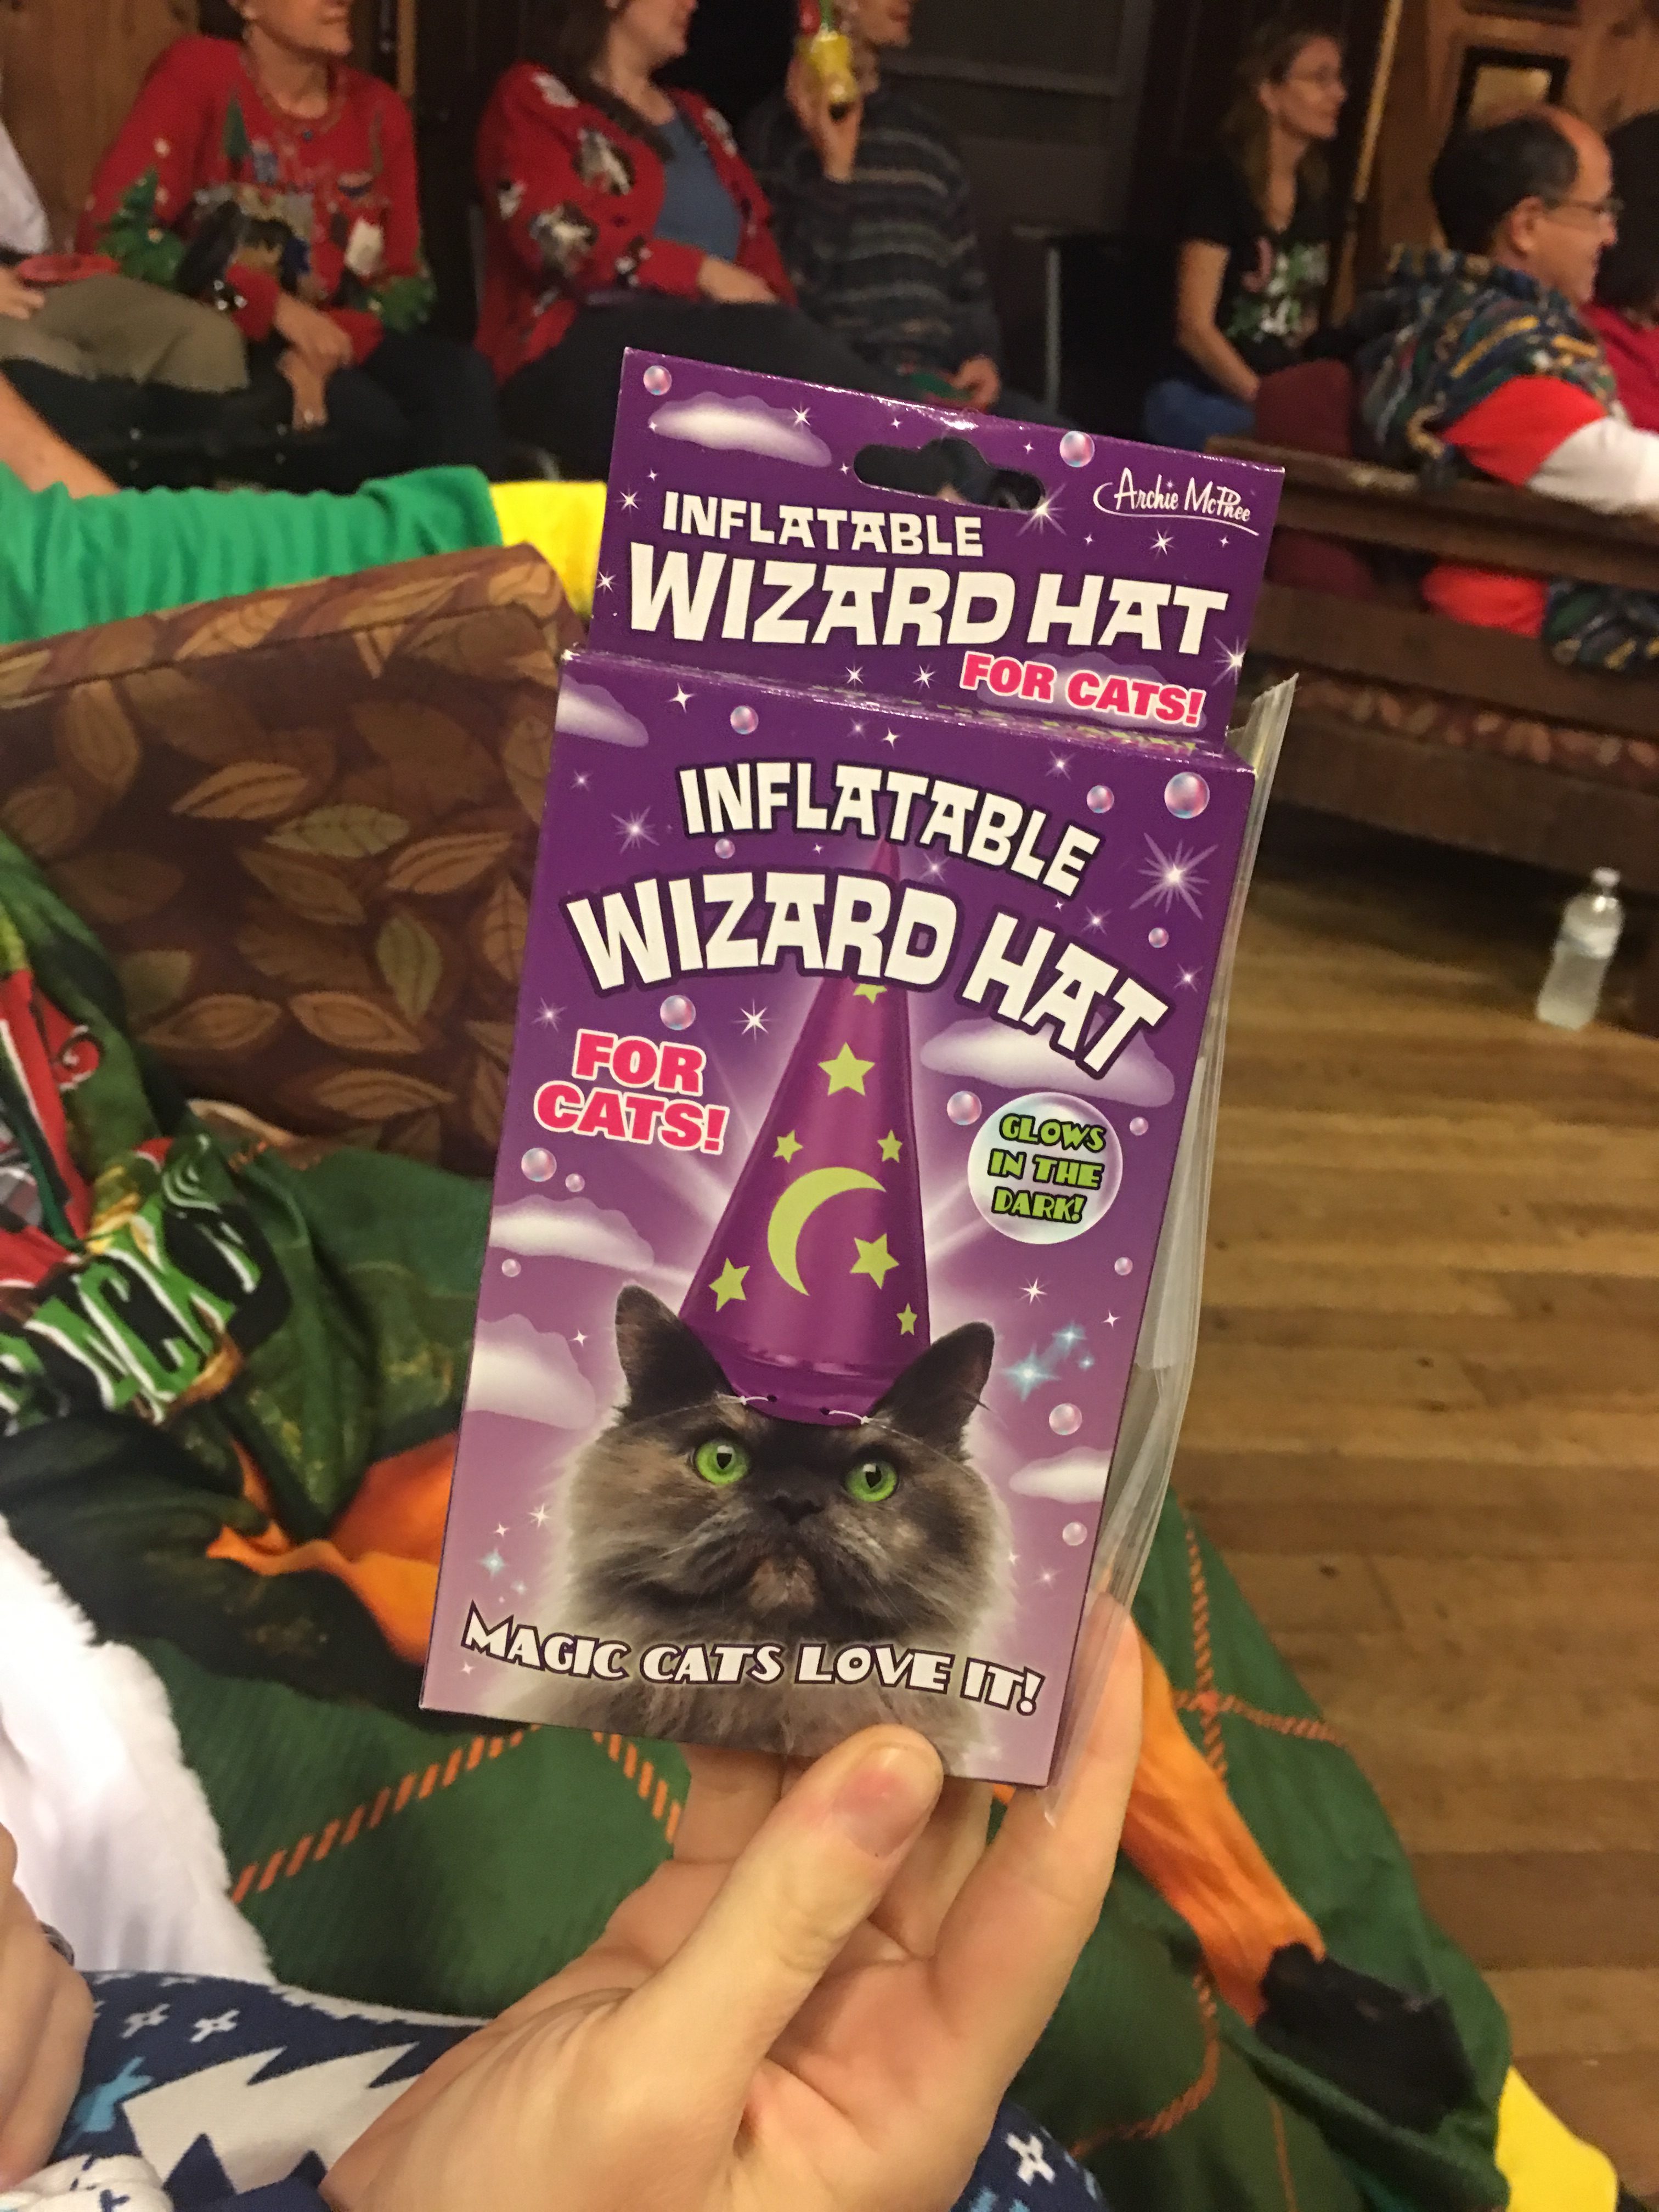 Archie McPhee
INFLATABLE
WIZARD HAT
FOR CATS!
INFLATABLE
WIZARD HAT
FOR
CATS!
GLOWS
IN THE
DARK!
MAGIC CATS LOVE IT!